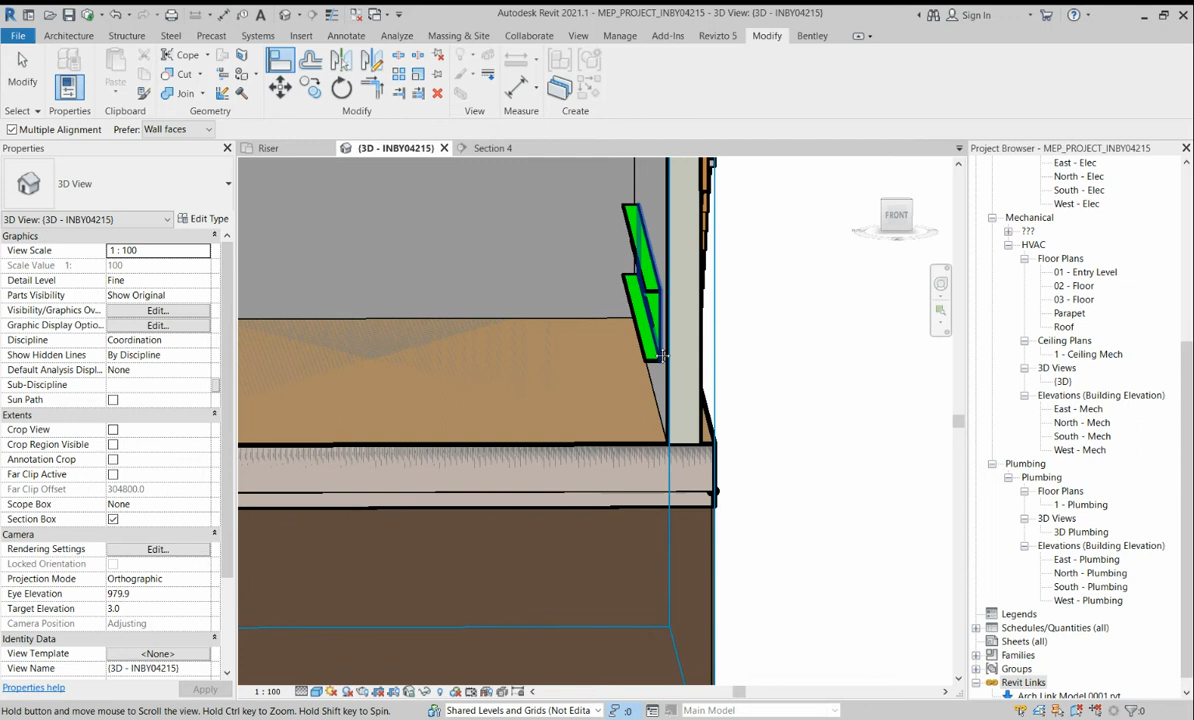 Autodesk Revit 2021.1 - MEP_PROJECT_INBY04215 - 3D View: {3D - INBY04215}
Sign In
File Architecture Structure Steel Precast Systems Insert Annotate Analyze Massing & Site Collaborate View Manage Add-Ins Revizto 5 Modify Bentley
Modify
Paste
Cope
Cut
Join
Select Properties Clipboard Geometry Modify View Measure Create
Multiple Alignment Prefer: Wall faces
Properties
Riser
{3D - INBY04215}
Section 4
Project Browser - MEP_PROJECT_INBY04215
3D View
3D View: {3D - INBY04215}
Edit Type
Graphics
View Scale 1 : 100
Scale Value 1: 100
Detail Level Fine
Parts Visibility Show Original
Visibility/Graphics Ov... Edit...
Graphic Display Optio... Edit...
Discipline Coordination
Show Hidden Lines By Discipline
Default Analysis Displ... None
Sub-Discipline
Sun Path
Extents
Crop View
Crop Region Visible
Annotation Crop
Far Clip Active
Far Clip Offset 304800.0
Scope Box None
Section Box
Camera
Rendering Settings Edit...
Locked Orientation
Projection Mode Orthographic
Eye Elevation 979.9
Target Elevation 3.0
Camera Position Adjusting
Identity Data
View Template <None>
View Name {3D - INBY04215}
Properties help
Apply
FRONT
East - Elec
North - Elec
South - Elec
West - Elec
Mechanical
???
HVAC
Floor Plans
01 - Entry Level
02 - Floor
03 - Floor
Parapet
Roof
Ceiling Plans
1 - Ceiling Mech
3D Views
{3D}
Elevations (Building Elevation)
East - Mech
North - Mech
South - Mech
West - Mech
Plumbing
Plumbing
Floor Plans
1 - Plumbing
3D Views
3D Plumbing
Elevations (Building Elevation)
East - Plumbing
North - Plumbing
South - Plumbing
West - Plumbing
Legends
Schedules/Quantities (all)
Sheets (all)
Families
Groups
Revit Links
Arch Link Model 0001.rvt
1 : 100
Hold button and move mouse to Scroll the view. Hold Ctrl key to Zoom. Hold Shift key to Spin.
Shared Levels and Grids (Not Edita
:0
Main Model
:0